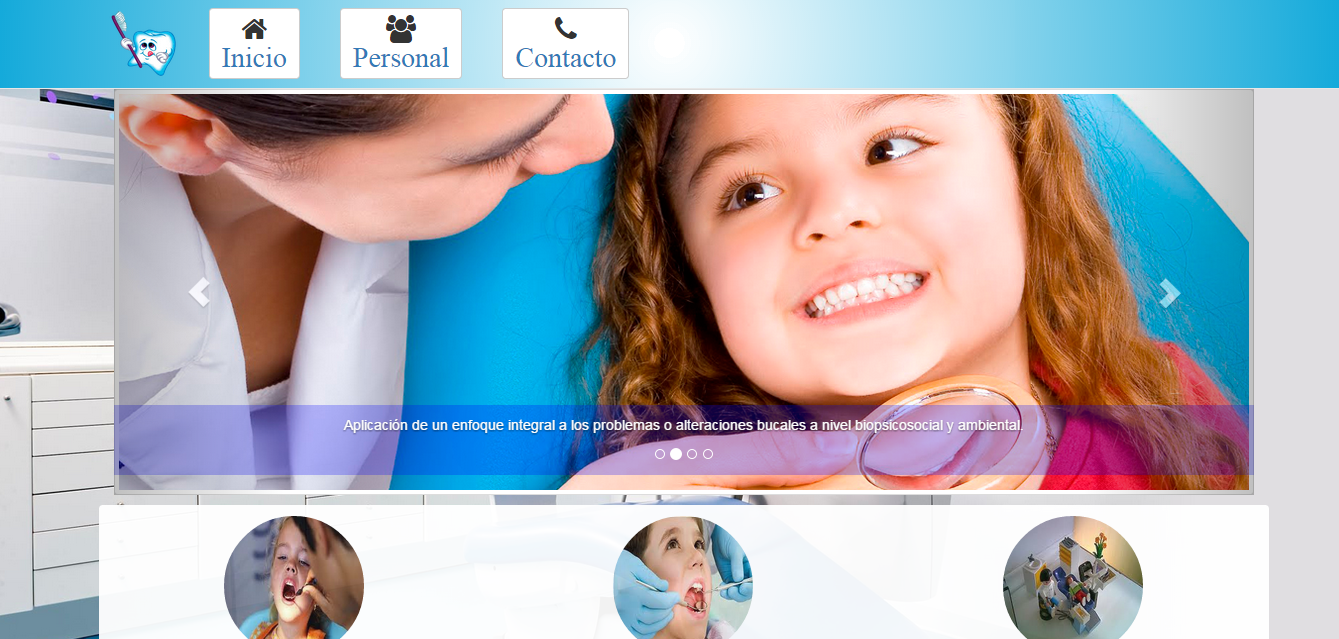 Inicio
Personal
Contacto
Aplicación de un enfoque integral a los problemas o alteraciones bucales a nivel biopsicosocial y ambiental.